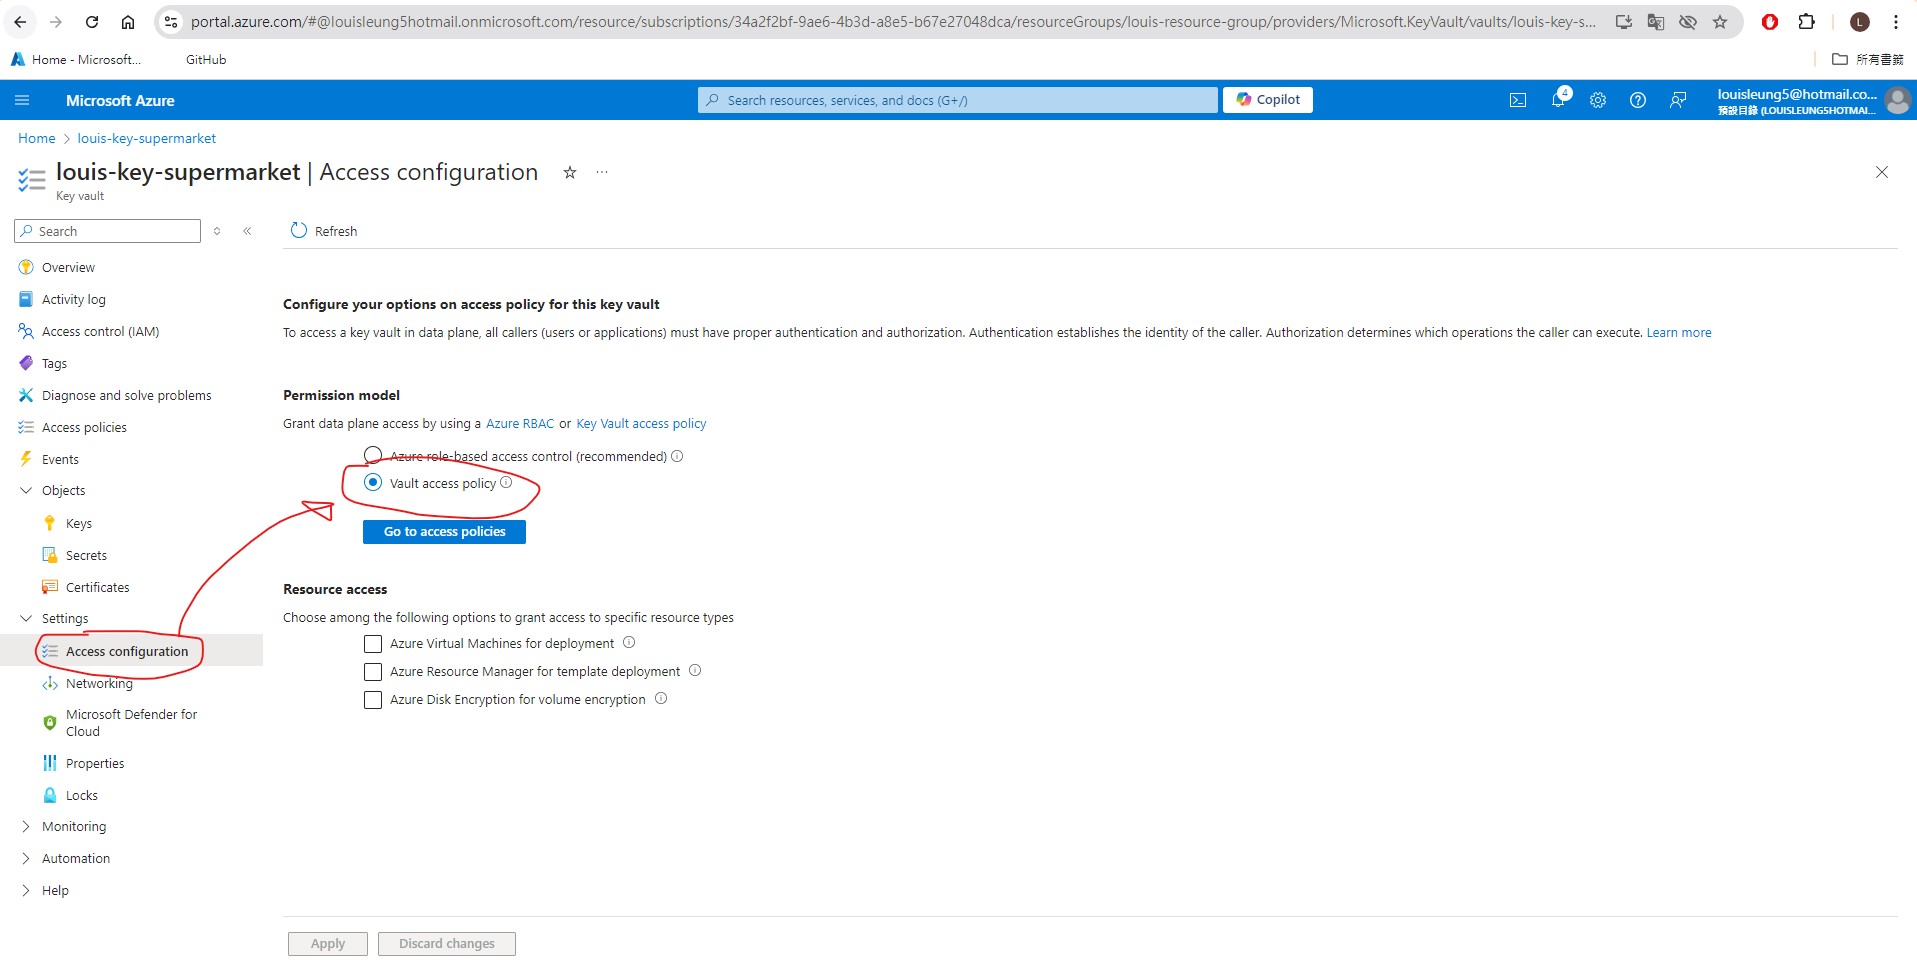 portal.azure.com/#@louisleung5hotmail.onmicrosoft.com/resource/subscriptions/34a2f2bf-9ae6-4b3d-a8e5-b67e27048dca/resourceGroups/louis-resource-group/providers/Microsoft.KeyVault/vaults/louis-key-s...
L
Home - Microsoft...
GitHub
所有書籤
Microsoft Azure
Search resources, services, and docs (G+/)
Copilot
4
louisleung5@hotmail.co...
預設目錄 (LOUISLEUNG5HOTMAI...
Home > louis-key-supermarket
louis-key-supermarket | Access configuration
Key vault
Search
Refresh
Overview
Activity log
Access control (IAM)
Tags
Diagnose and solve problems
Access policies
Events
Objects
Keys
Secrets
Certificates
Settings
Access configuration
Networking
Microsoft Defender for
Cloud
Properties
Locks
Monitoring
Automation
Help
Configure your options on access policy for this key vault
To access a key vault in data plane, all callers (users or applications) must have proper authentication and authorization. Authentication establishes the identity of the caller. Authorization determines which operations the caller can execute. Learn more
Permission model
Grant data plane access by using a Azure RBAC or Key Vault access policy
Azure role-based access control (recommended)
Vault access policy
Go to access policies
Resource access
Choose among the following options to grant access to specific resource types
Azure Virtual Machines for deployment
Azure Resource Manager for template deployment
Azure Disk Encryption for volume encryption
Apply
Discard changes